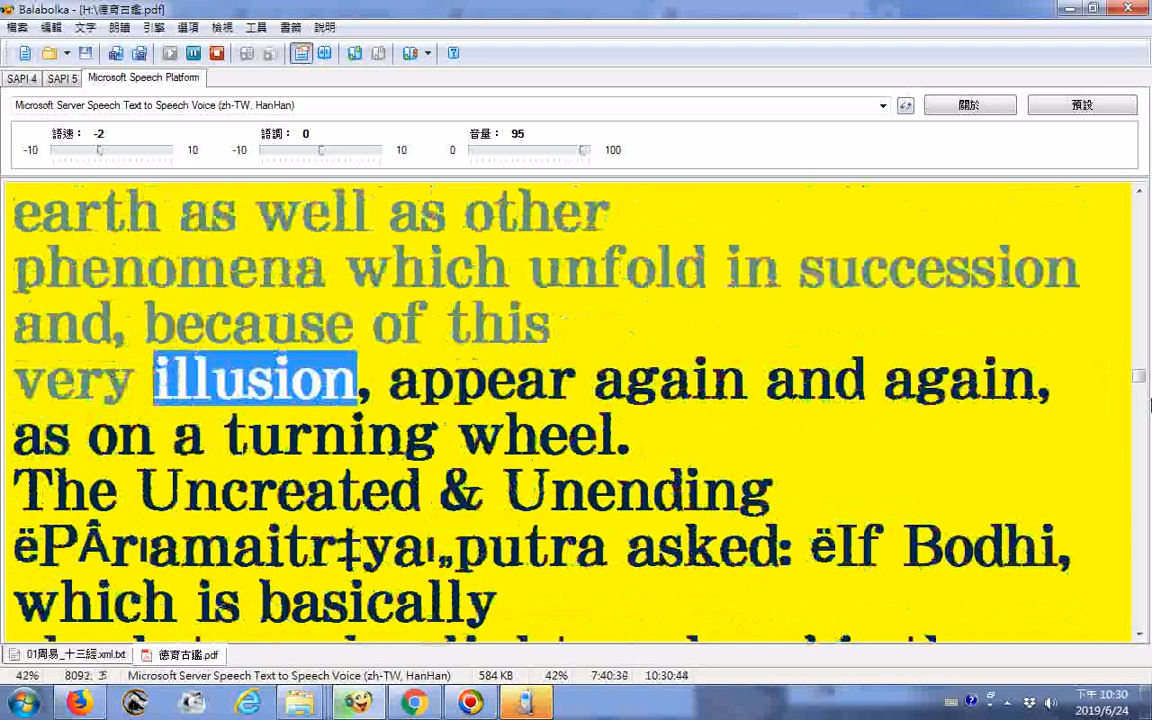 Balabolka - [H:\德育古鑑.pdf]
檔案 編輯 文字 朗讀 引擎 選項 檢視 工具 書籤 說明
SAPI 4 SAPI 5 Microsoft Speech Platform
Microsoft Server Speech Text to Speech Voice (zh-TW, HanHan) 關於 預設
語速： -2 語調： 0 音量： 95
-10 10 -10 10 0 100
earth as well as other
phenomena which unfold in succession
and, because of this
very illusion, appear again and again,
as on a turning wheel.
The Uncreated & Unending
ëPÂrıamaitr‡yaı„putra asked: ëIf Bodhi,
which is basically
01周易_十三經.xml.txt 德育古鑑.pdf
42% 8092: Microsoft Server Speech Text to Speech Voice (zh-TW, HanHan) 584 KB 42% 7:40:36 10:30:44
下午 10:30
2019/6/24